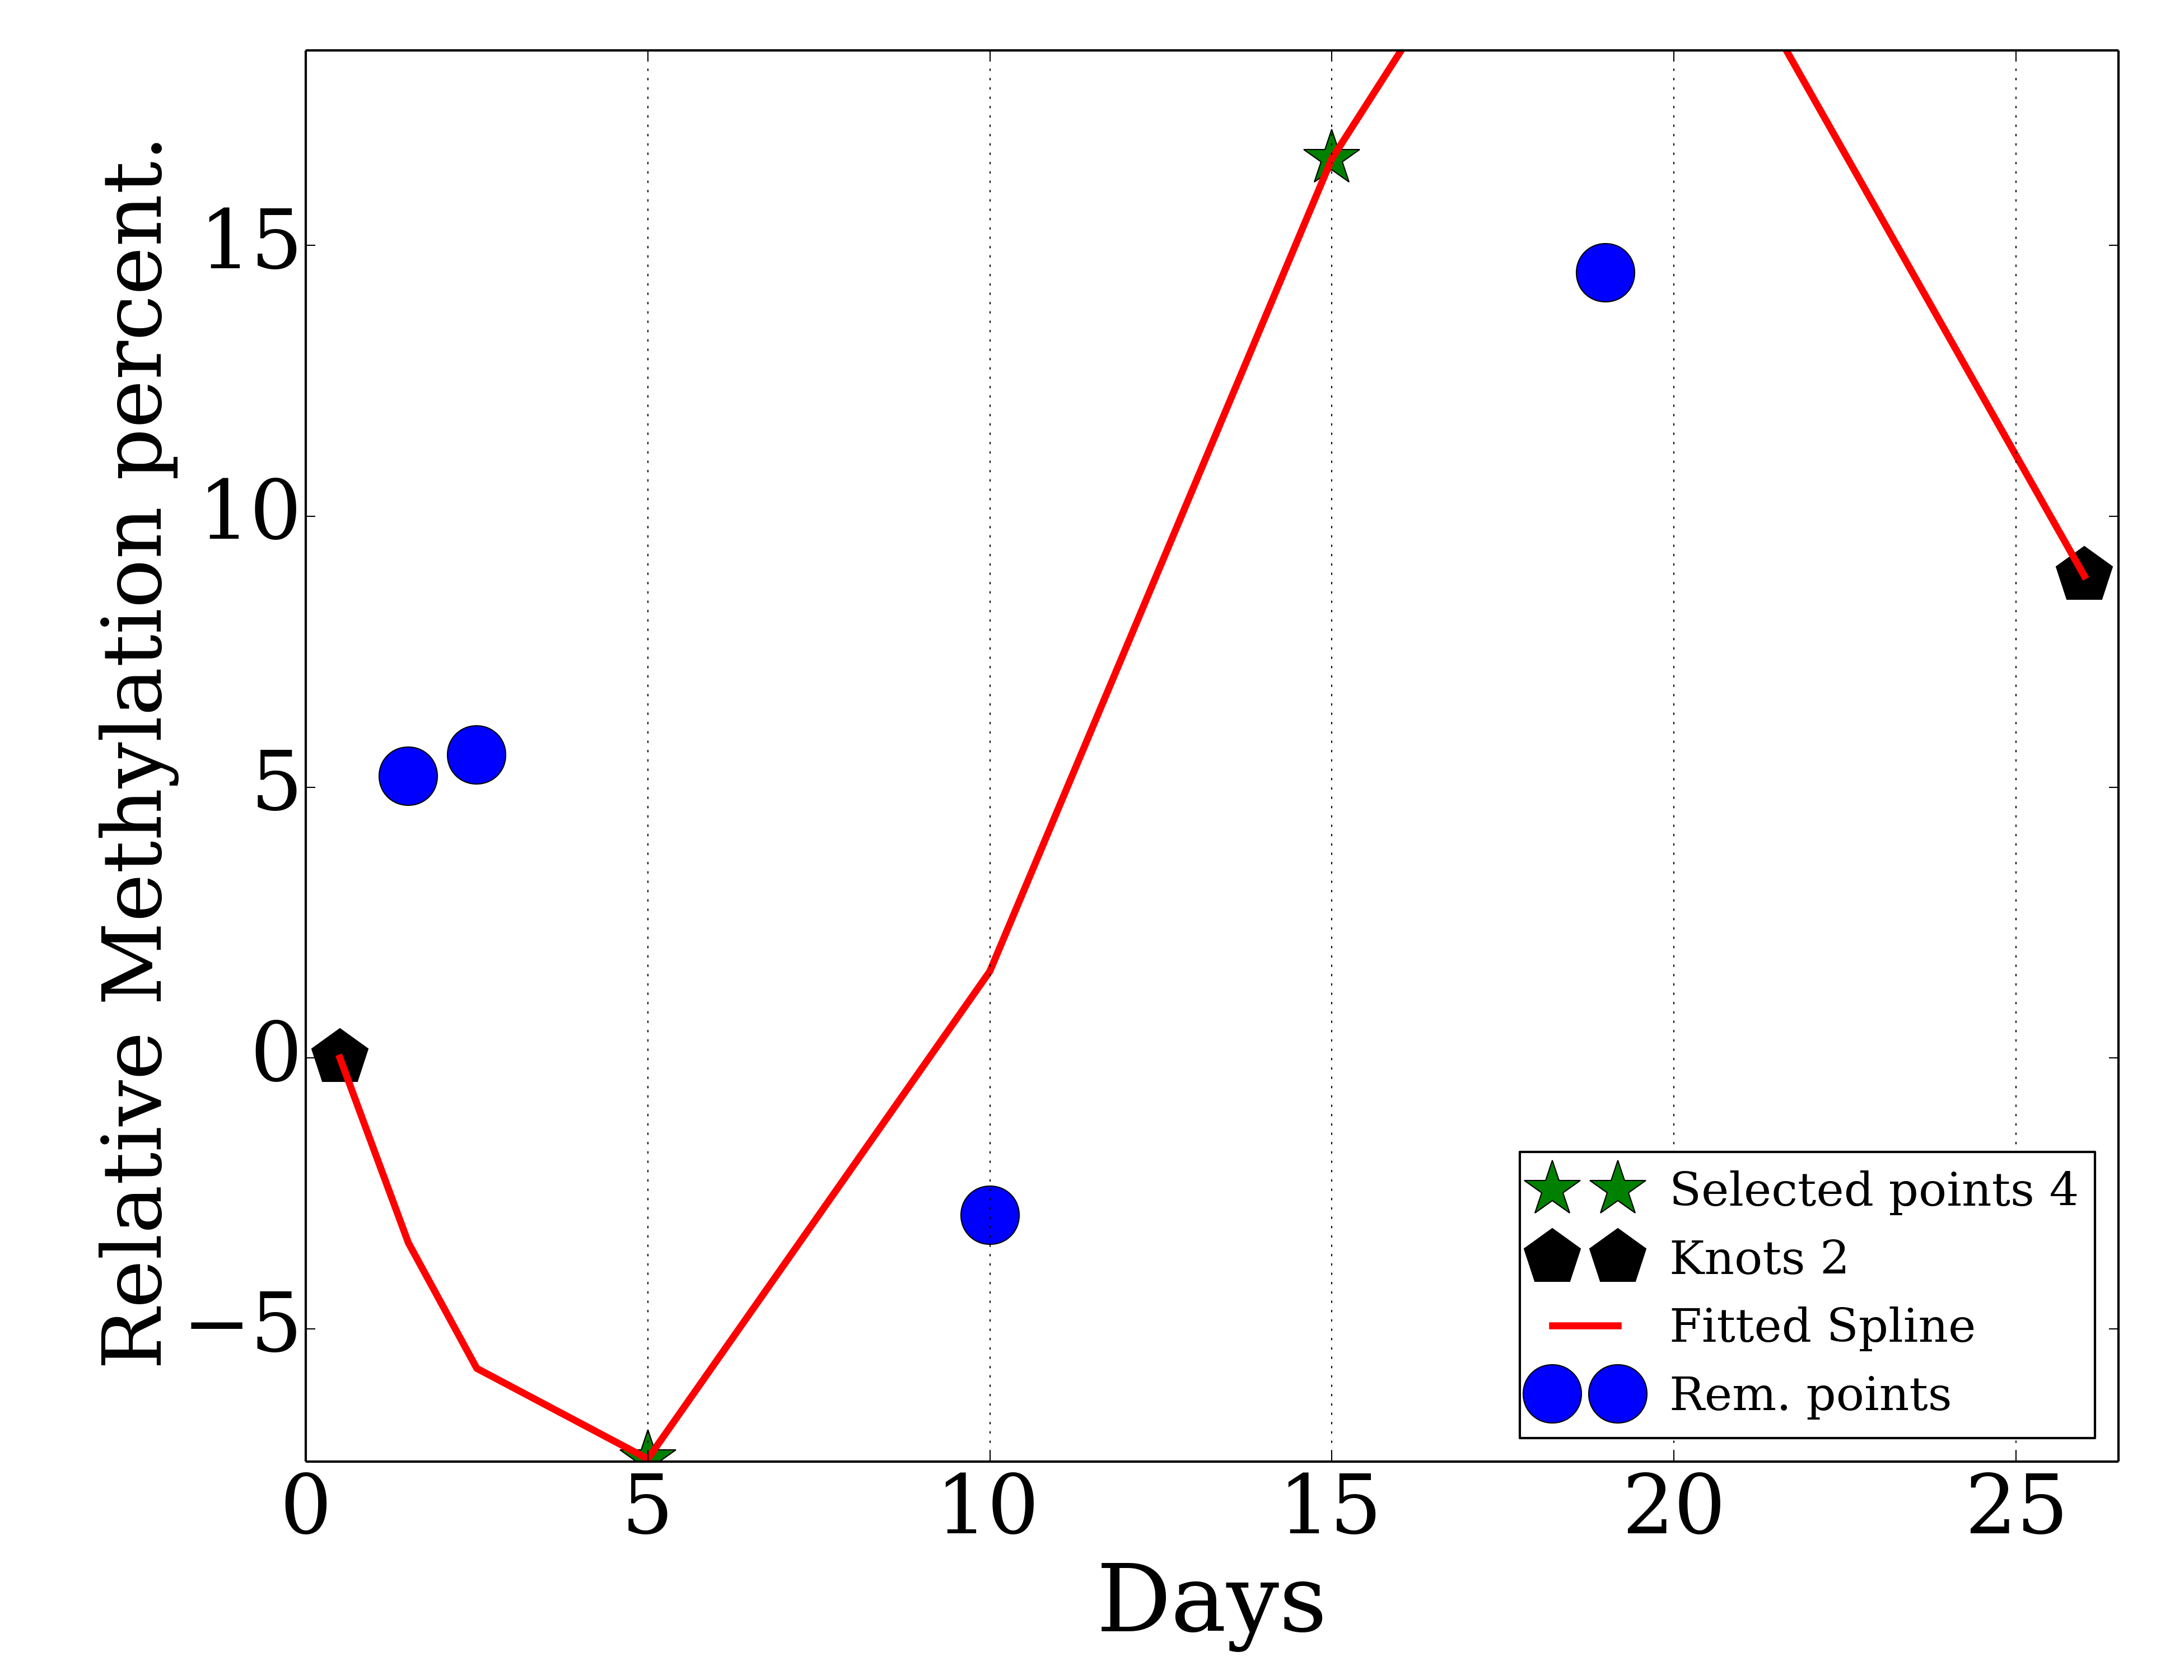 Relative Methylation percent.
15
10
5
0
−5
0 5 10 15 20 25
Days
Selected points 4
Knots 2
Fitted Spline
Rem. points